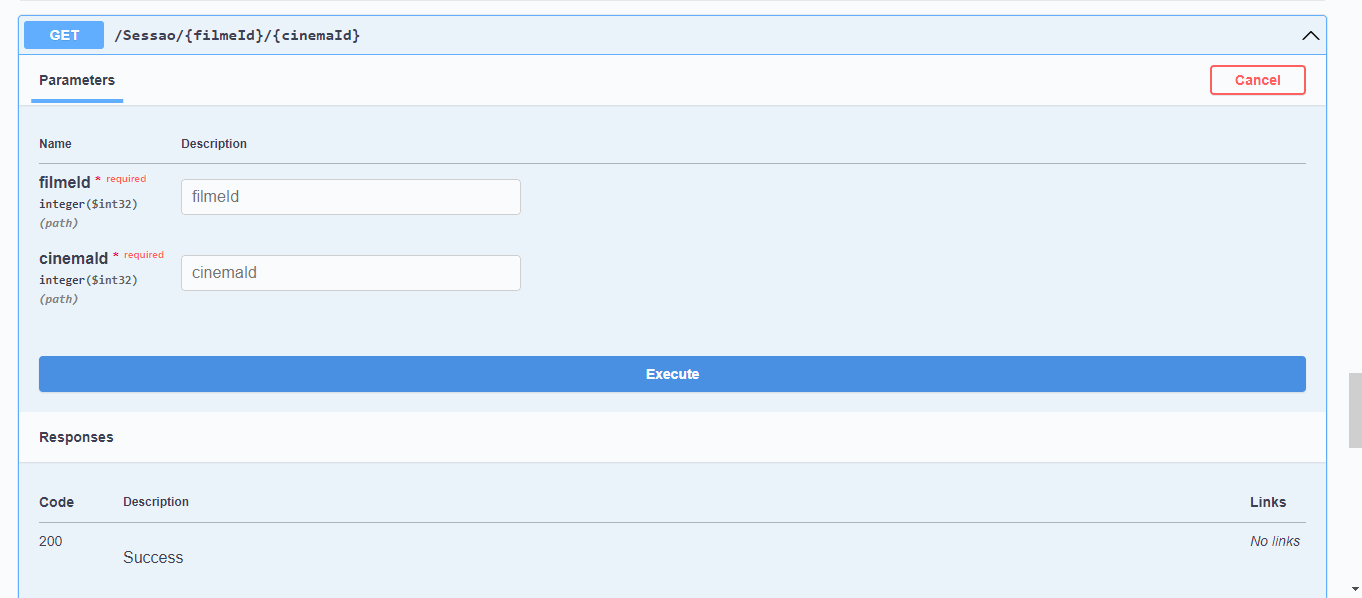 GET /Sessao/{filmeId}/{cinemaId}
Parameters Cancel
Name Description
filmeId * required
filmeId
integer($int32)
(path)
cinemaId * required
cinemaId
integer($int32)
(path)
Execute
Responses
Code Description Links
200 No links
Success